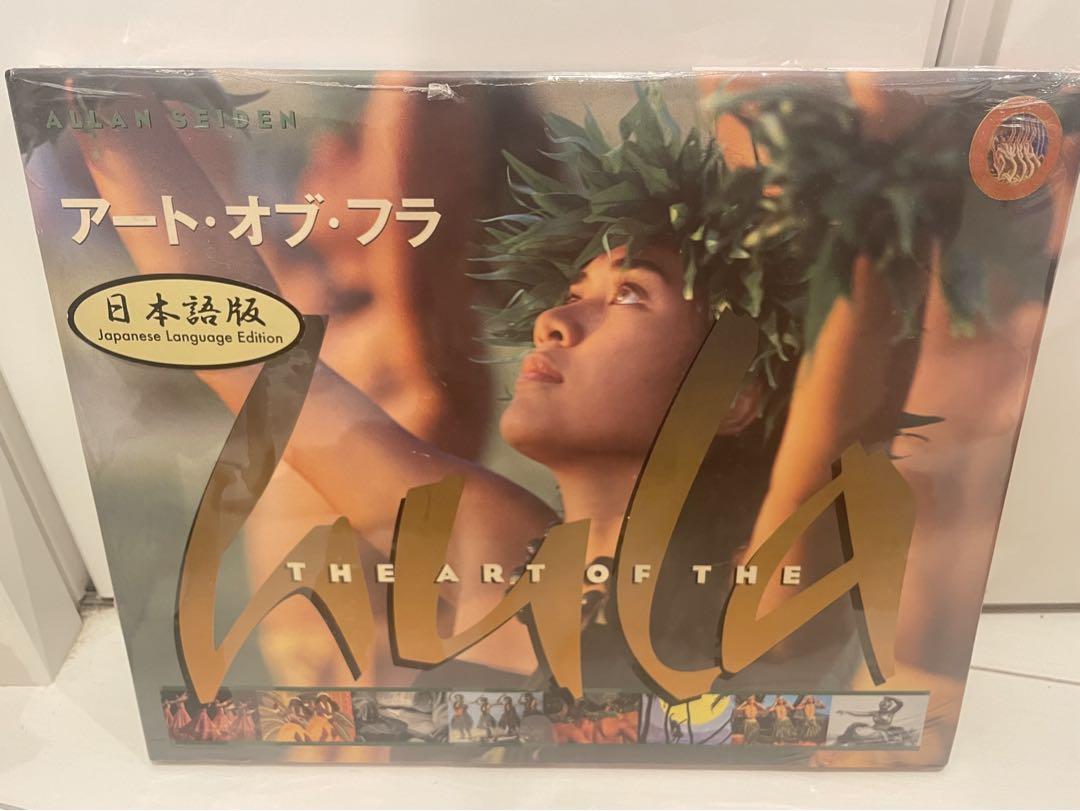 ALLAN SEIDEN
アート・オブ・フラ
日本語版
Japanese Language Edition
THE ART OF THE
hula